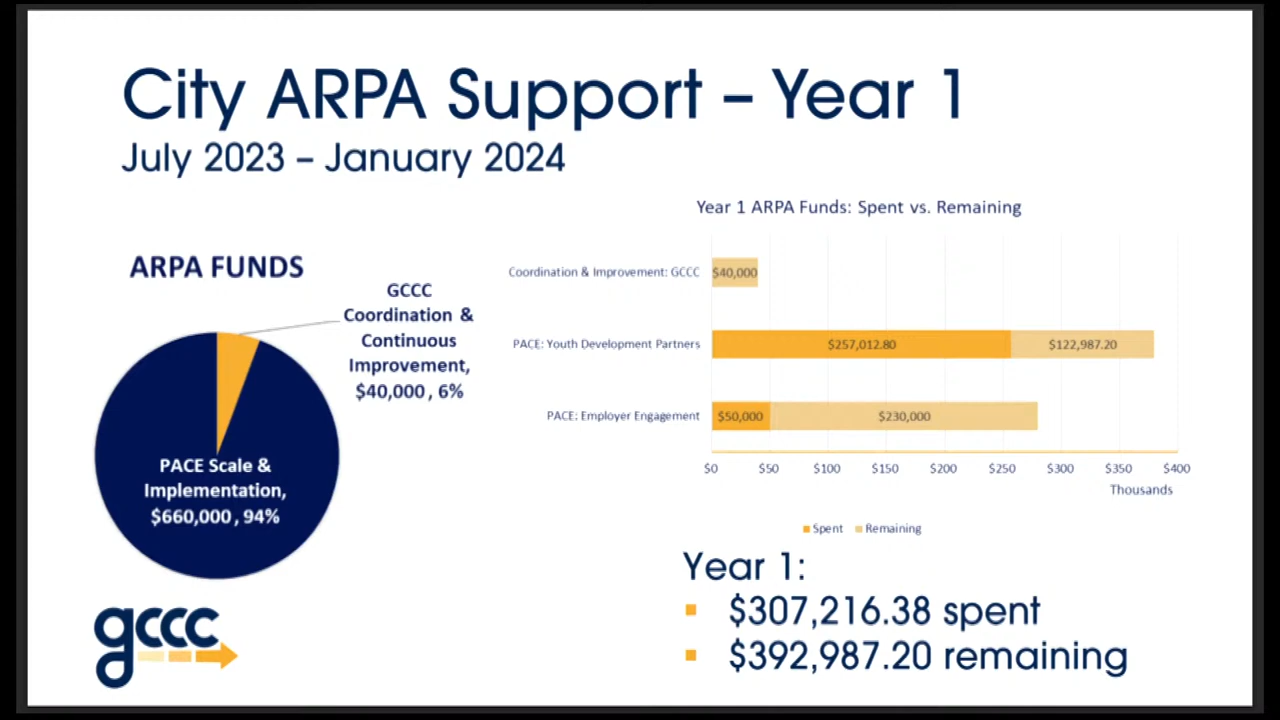 City ARPA Support – Year 1
July 2023 – January 2024
ARPA FUNDS
GCCC
Coordination &
Continuous
Improvement,
$40,000 , 6%
PACE Scale &
Implementation,
$660,000 , 94%
Year 1 ARPA Funds: Spent vs. Remaining
Coordination & Improvement: GCCC $40,000
PACE: Youth Development Partners $257,012.80 $122,987.20
PACE: Employer Engagement $50,000 $230,000
$0 $50 $100 $150 $200 $250 $300 $350 $400
Thousands
Spent Remaining
Year 1:
▪ $307,216.38 spent
▪ $392,987.20 remaining
gccc